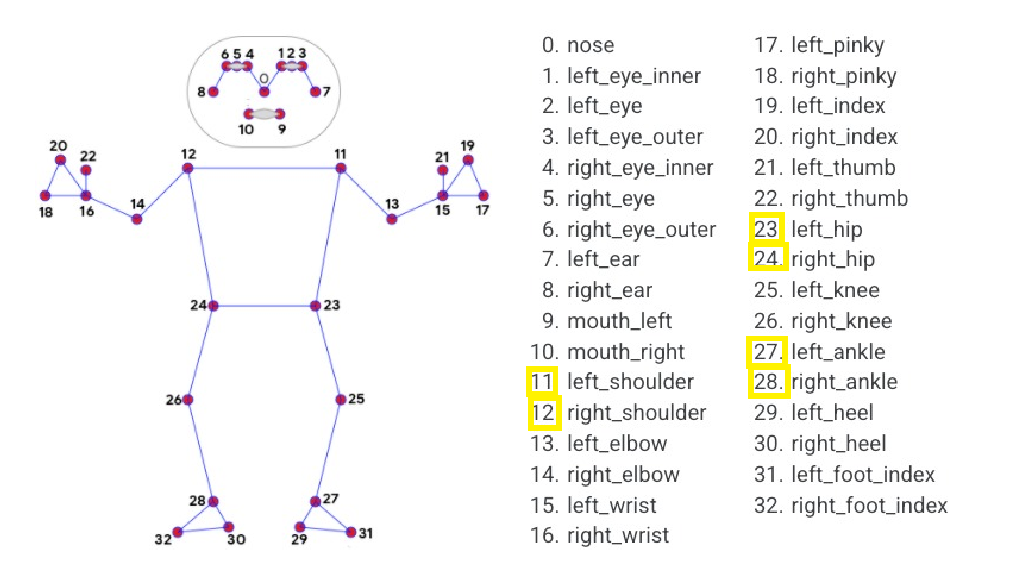 6 5 4 1 2 3
0
8 7
10 9
20 22 12 11 21 19
18 16 14 13 15 17
24 23
26 25
28 27
32 30 29 31
0. nose
1. left_eye_inner
2. left_eye
3. left_eye_outer
4. right_eye_inner
5. right_eye
6. right_eye_outer
7. left_ear
8. right_ear
9. mouth_left
10. mouth_right
11 left_shoulder
12 right_shoulder
13. left_elbow
14. right_elbow
15. left_wrist
16. right_wrist
17. left_pinky
18. right_pinky
19. left_index
20. right_index
21. left_thumb
22. right_thumb
23 left_hip
24. right_hip
25. left_knee
26. right_knee
27. left_ankle
28. right_ankle
29. left_heel
30. right_heel
31. left_foot_index
32. right_foot_index